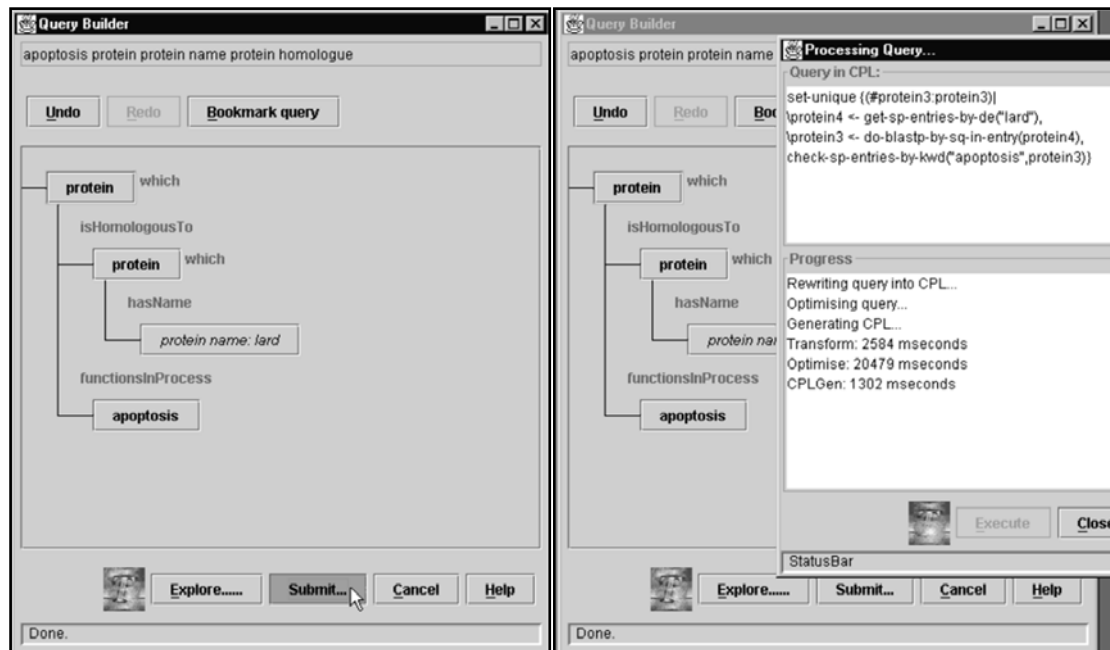 Query Builder
apoptosis protein protein name protein homologue
Undo Redo Bookmark query
protein which
isHomologousTo
protein which
hasName
protein name: lard
functionsInProcess
apoptosis
Explore...... Submit... Cancel Help
Done.
Query Builder
apoptosis protein protein name
Undo Redo Boo
protein which
isHomologousTo
protein which
hasName
protein nam
functionsInProcess
apoptosis
Explore...... Submit... Cancel Help
Done.
Processing Query...
Query in CPL:
set-unique {(#protein3:protein3)|
\protein4 <- get-sp-entries-by-de("lard"),
\protein3 <- do-blastp-by-sq-in-entry(protein4),
check-sp-entries-by-kwd("apoptosis",protein3)}
Progress
Rewriting query into CPL...
Optimising query...
Generating CPL...
Transform: 2584 mseconds
Optimise: 20479 mseconds
CPLGen: 1302 mseconds
Execute Close
StatusBar